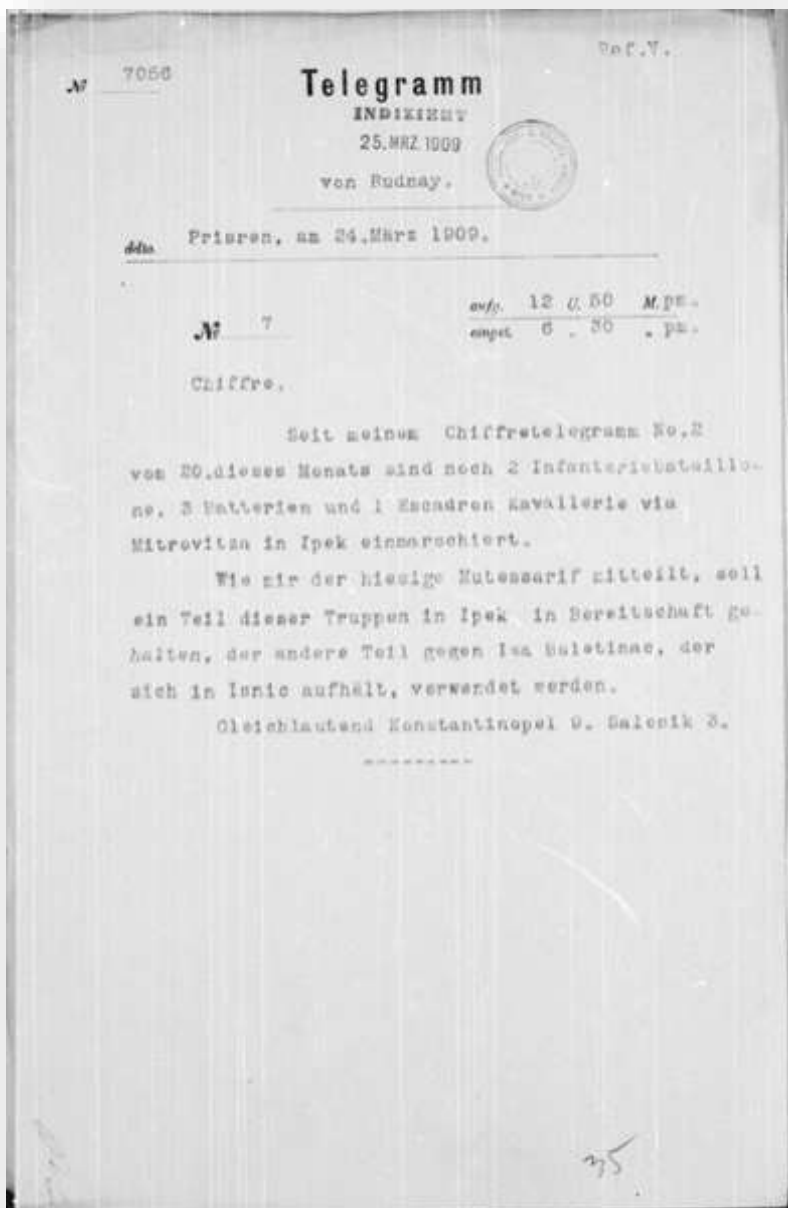 Ref.V.
№ 7056
Telegramm
INDIZIERT
25.MRZ.1909
von Rudnay.
ddto. Prisren, am 24.März 1909.
aufg. 12 U. 50 M. pm.
№ 7
einget. 6 . 30 . pm.
Chiffre.
Seit meinem Chiffretelegramm No.2
vom 20.dieses Monats sind noch 2 Infanteriebataillo-
ne, 3 Batterien und 1 Escadron Kavallerie via
Mitrovitza in Ipek einmarschiert.
Wie mir der hiesige Mutessarif mitteilt, soll
ein Teil dieser Truppen in Ipek in Bereitschaft ge-
halten, der andere Teil gegen Isa Buletinac, der
sich in Isnic aufhält, verwendet werden.
Gleichlautend Konstantinopel 9. Salonik 3.
---------
35